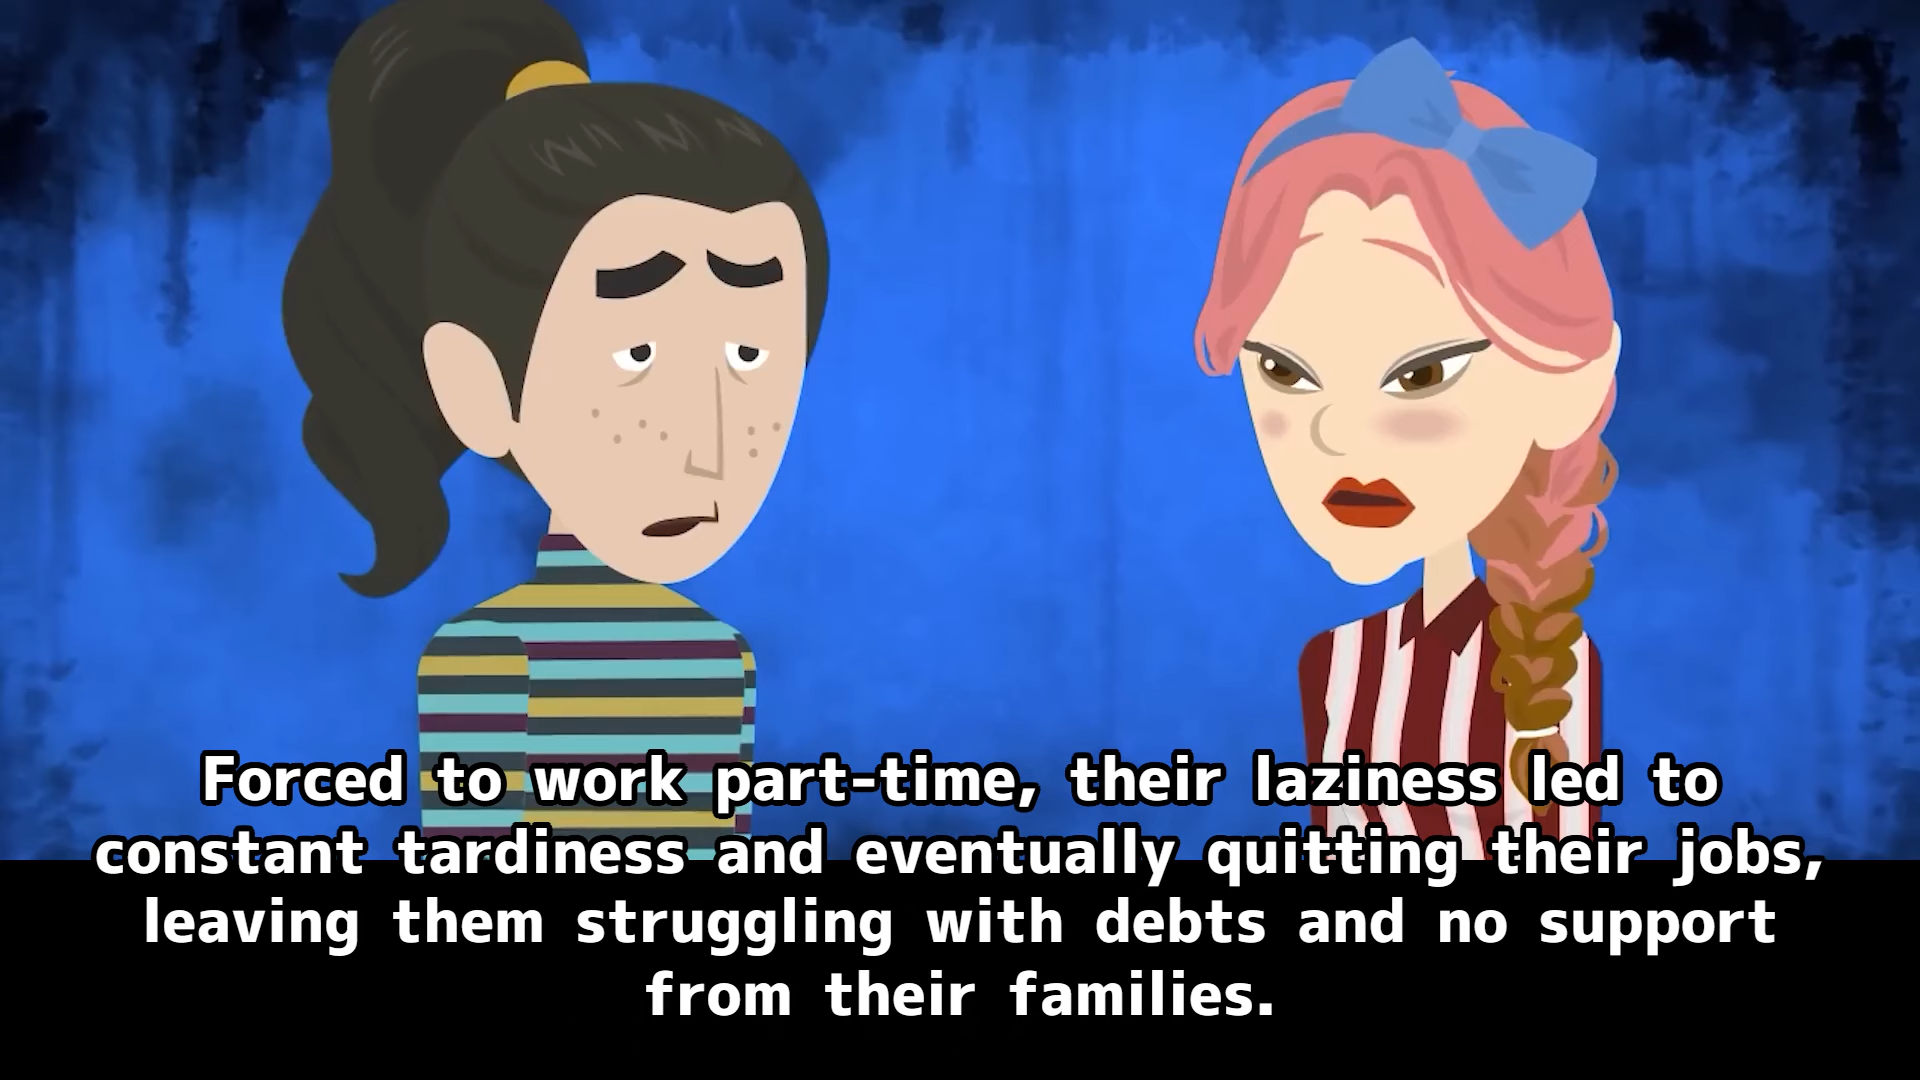 Forced to work part-time, their laziness led to
constant tardiness and eventually quitting their jobs,
leaving them struggling with debts and no support
from their families.